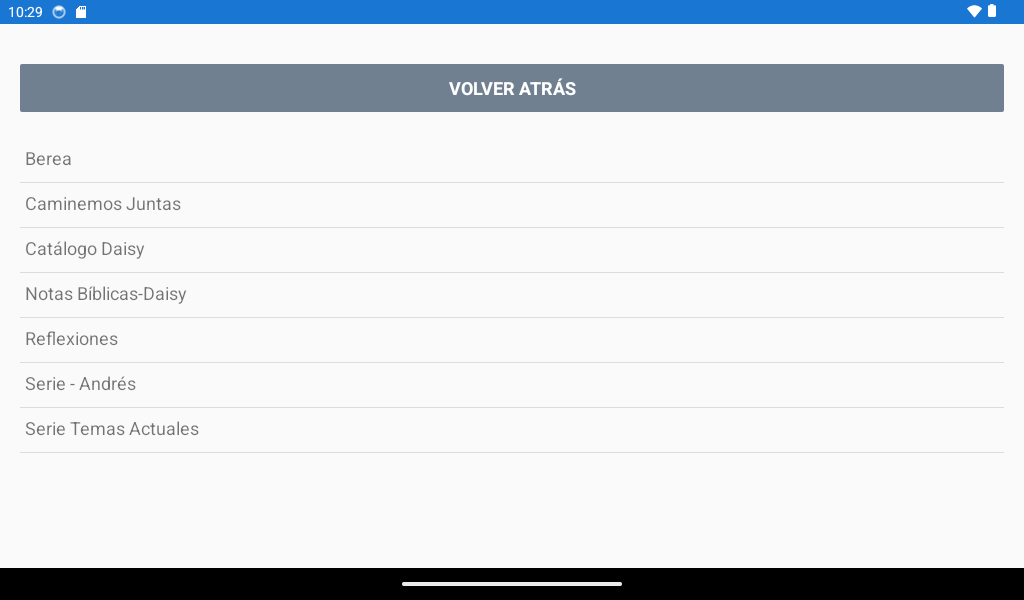 10:29
VOLVER ATRÁS
Berea
Caminemos Juntas
Catálogo Daisy
Notas Bíblicas-Daisy
Reflexiones
Serie - Andrés
Serie Temas Actuales